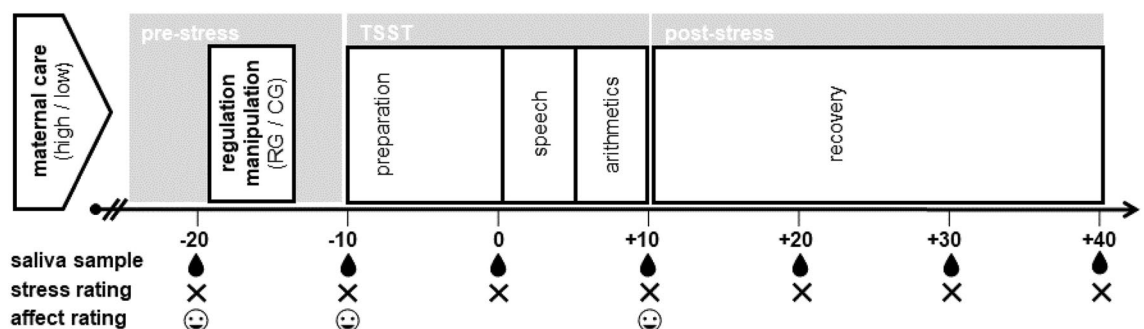 pre-stress
TSST
post-stress
maternal care
(high / low)
regulation
manipulation
(RG / CG)
preparation
speech
arithmetics
recovery
-20 -10 0 +10 +20 +30 +40
saliva sample
stress rating
affect rating